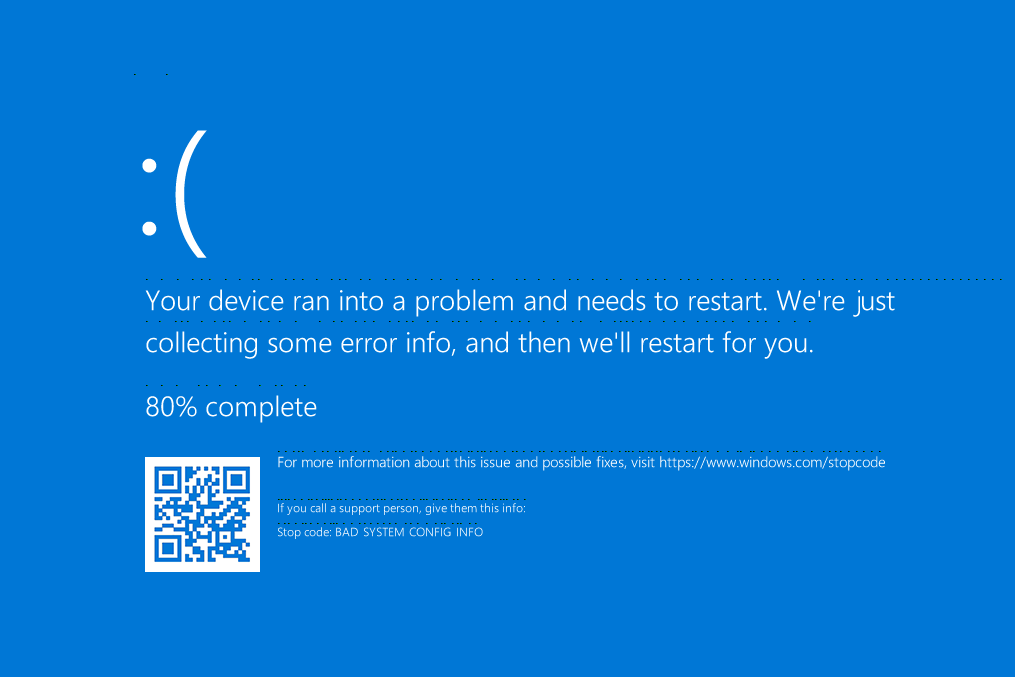 :(
Your device ran into a problem and needs to restart. We're just
collecting some error info, and then we'll restart for you.
80% complete
For more information about this issue and possible fixes, visit https://www.windows.com/stopcode
If you call a support person, give them this info:
Stop code: BAD SYSTEM CONFIG INFO